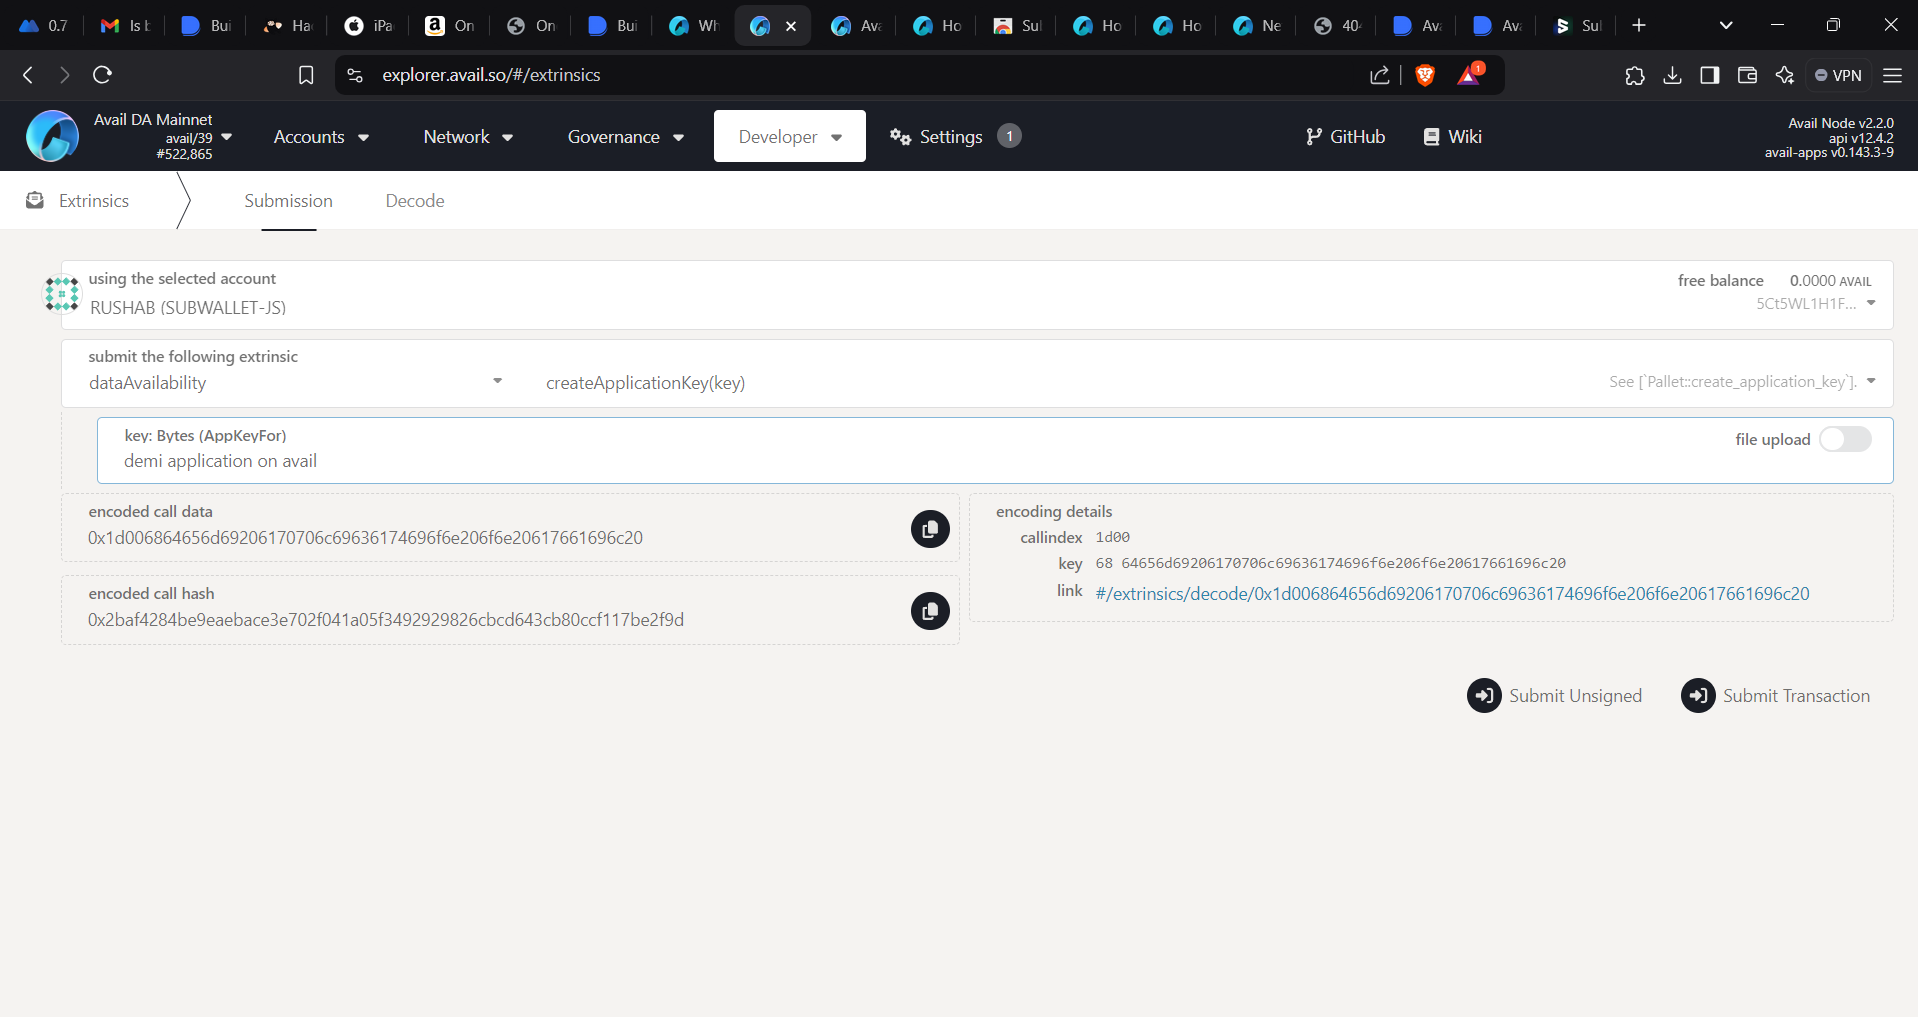 0.7
Is b
Bui
Ha
iPa
On
On
Bui
Wh
Ava
Ho
Sul
Ho
Ho
Ne
40
Ava
Ava
Sul
explorer.avail.so/#/extrinsics
1
VPN
Avail DA Mainnet
avail/39
#522,865
Accounts
Network
Governance
Developer
Settings
1
GitHub
Wiki
Avail Node v2.2.0
api v12.4.2
avail-apps v0.143.3-9
Extrinsics
Submission
Decode
using the selected account
RUSHAB (SUBWALLET-JS)
free balance 0.0000 AVAIL
5Ct5WL1H1F...
submit the following extrinsic
dataAvailability
createApplicationKey(key)
See [`Pallet::create_application_key`].
key: Bytes (AppKeyFor)
demi application on avail
file upload
encoded call data
0x1d006864656d69206170706c69636174696f6e206f6e20617661696c20
encoded call hash
0x2baf4284be9eaebace3e702f041a05f3492929826cbcd643cb80ccf117be2f9d
encoding details
callindex 1d00
key 68 64656d69206170706c69636174696f6e206f6e20617661696c20
link #/extrinsics/decode/0x1d006864656d69206170706c69636174696f6e206f6e20617661696c20
Submit Unsigned
Submit Transaction